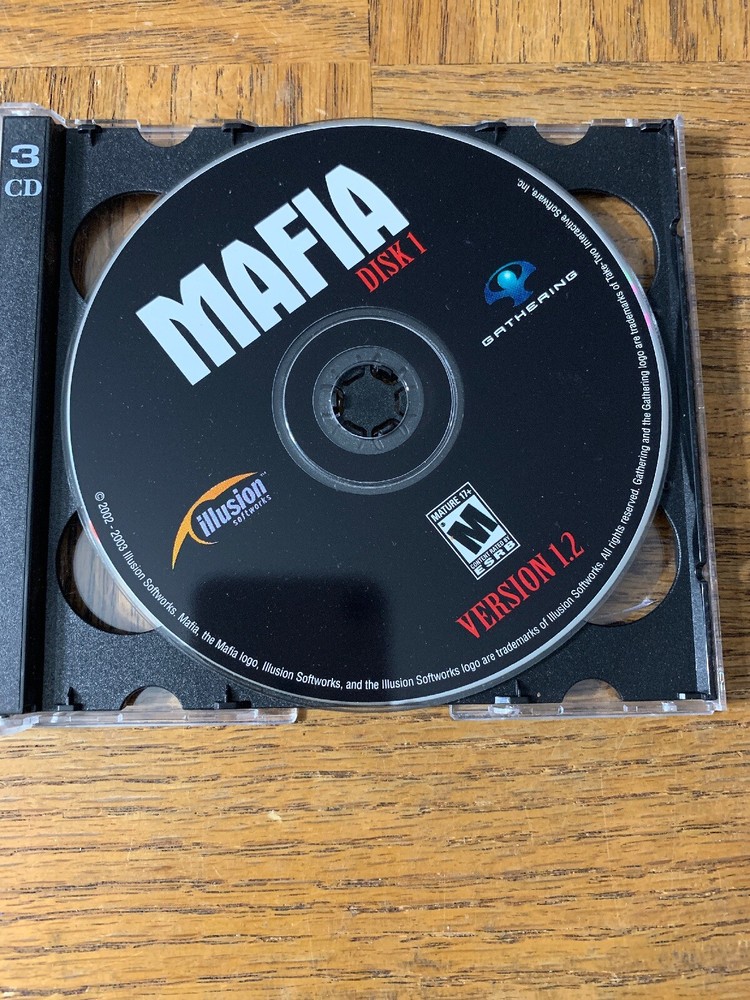 3
CD
MAFIA
DISK 1
GATHERING
illusion™
softworks
MATURE 17+
M
CONTENT RATED BY
ESRB
VERSION 1.2
© 2002 - 2003 Illusion Softworks. Mafia, the Mafia logo, Illusion Softworks, and the Illusion Softworks logo are trademarks of Illusion Softworks. All rights reserved. Gathering and the Gathering logo are trademarks of Take-Two Interactive Software, Inc.